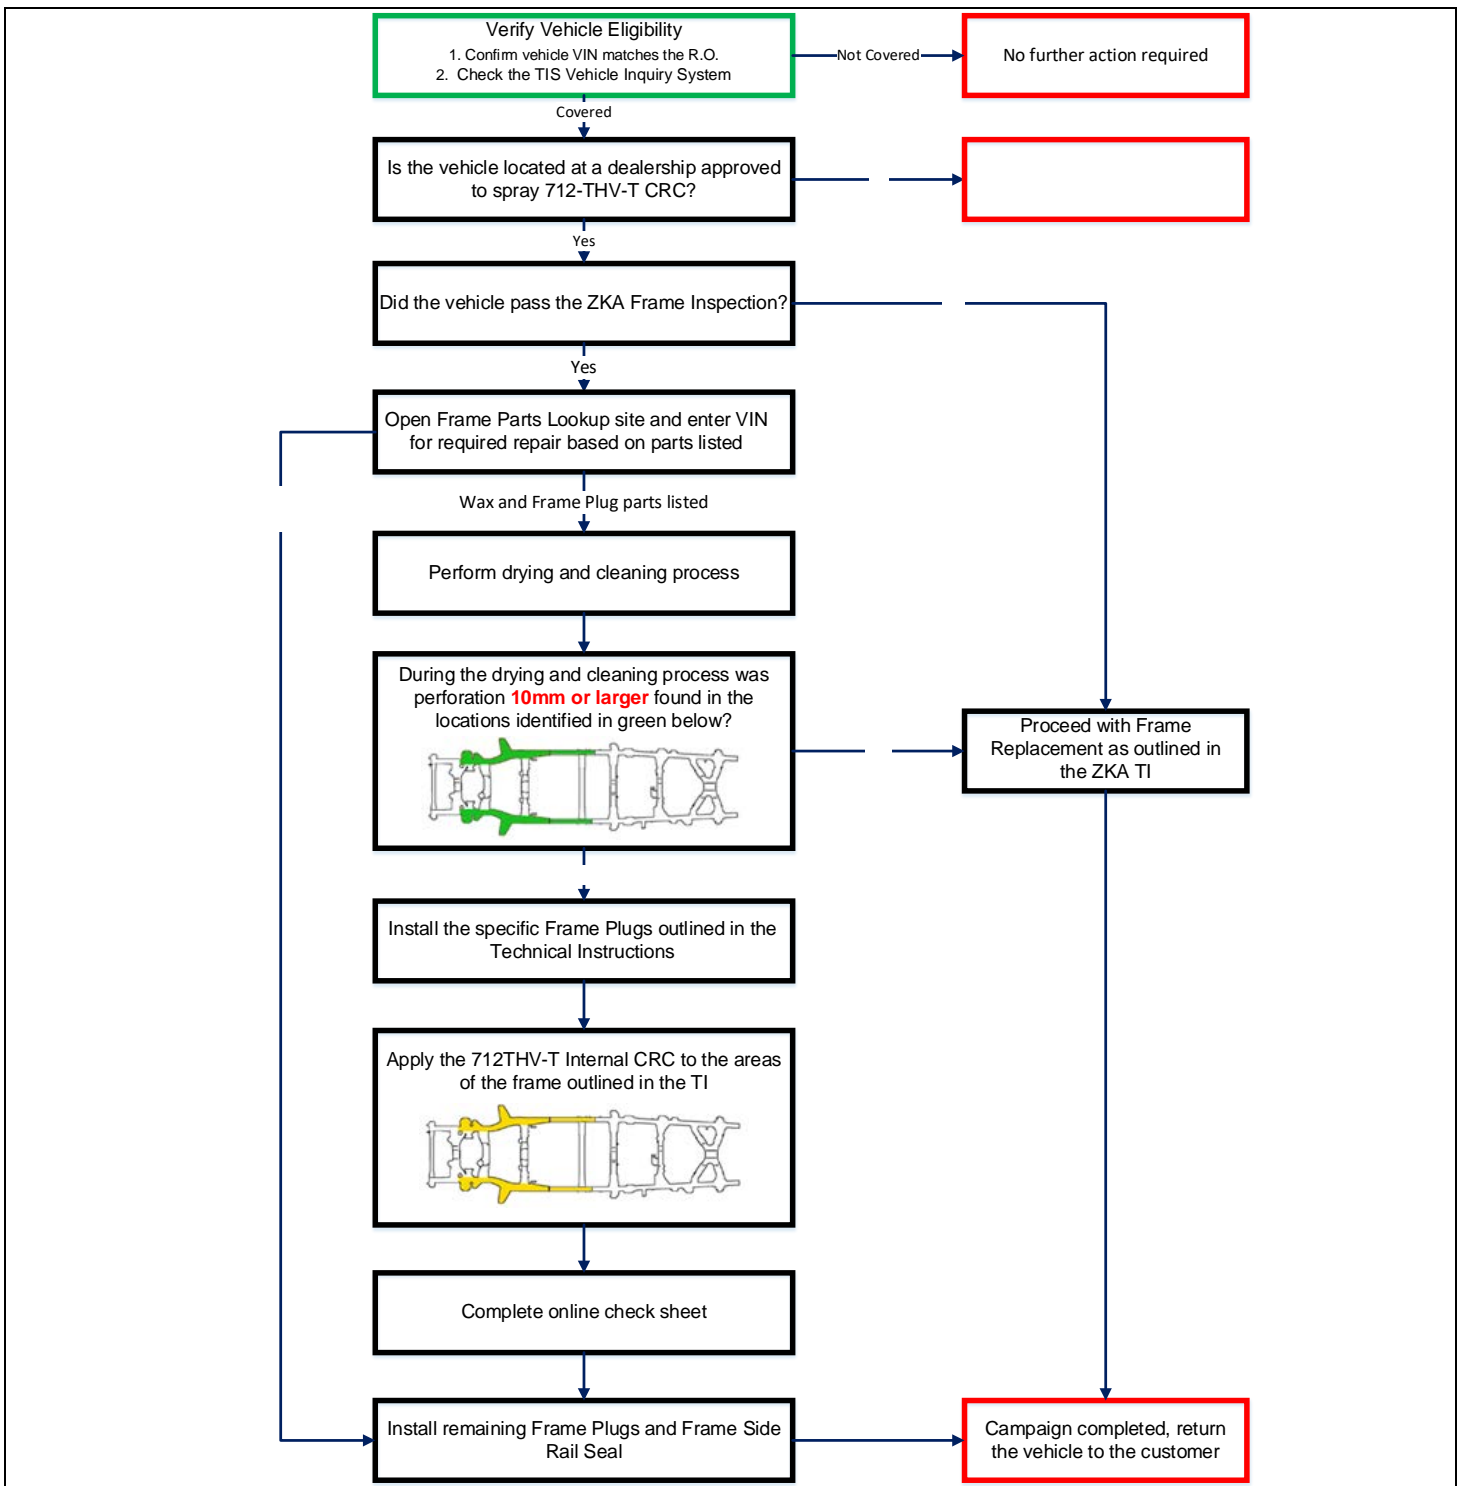 Verify Vehicle Eligibility
1. Confirm vehicle VIN matches the R.O.
2. Check the TIS Vehicle Inquiry System
Not Covered
No further action required
Covered
Is the vehicle located at a dealership approved
to spray 712-THV-T CRC?
Yes
Did the vehicle pass the ZKA Frame Inspection?
Yes
Open Frame Parts Lookup site and enter VIN
for required repair based on parts listed
Wax and Frame Plug parts listed
Perform drying and cleaning process
During the drying and cleaning process was
perforation 10mm or larger found in the
locations identified in green below?
Proceed with Frame
Replacement as outlined in
the ZKA TI
Install the specific Frame Plugs outlined in the
Technical Instructions
Apply the 712THV-T Internal CRC to the areas
of the frame outlined in the TI
Complete online check sheet
Install remaining Frame Plugs and Frame Side
Rail Seal
Campaign completed, return
the vehicle to the customer